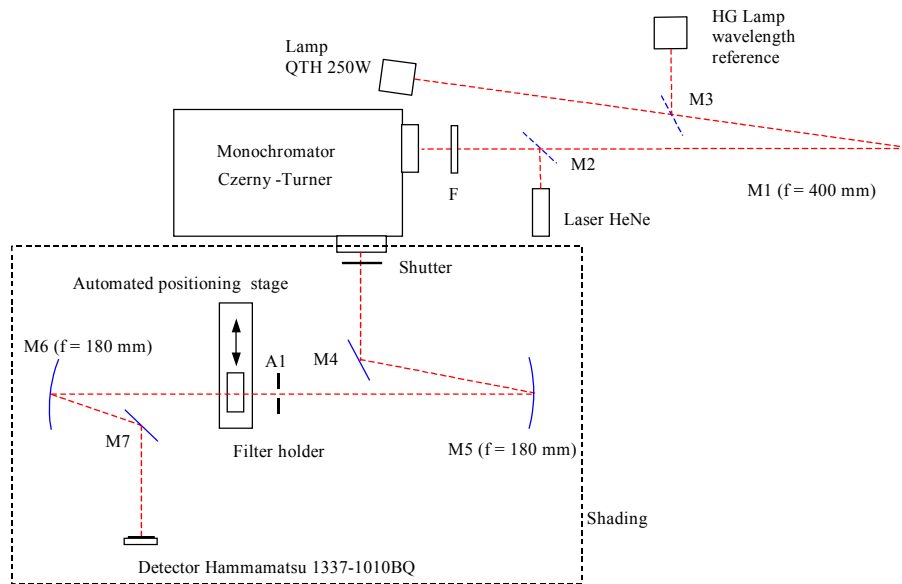 HG Lamp
wavelength
reference
Lamp
QTH 250W
M3
Monochromator
Czerny -Turner
F
M2
M1 (f = 400 mm)
Laser HeNe
Shutter
Automated positioning stage
M6 (f = 180 mm)
A1
M4
M7
Filter holder
M5 (f = 180 mm)
Shading
Detector Hammamatsu 1337-1010BQ